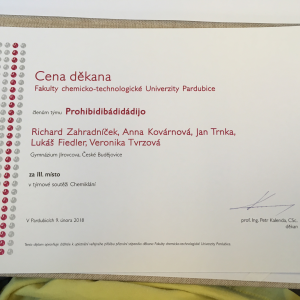 Cena děkana
Fakulty chemicko-technologické Univerzity Pardubice
členům týmu Prohibidibádidádijo
Richard Zahradníček, Anna Kovárnová, Jan Trnka,
Lukáš Fiedler, Veronika Tvrzová
Gymnázium Jírovcova, České Budějovice
za III. místo
v týmové soutěži Chemiklání
V Pardubicích 9. února 2018
prof. Ing. Petr Kalenda, CSc.
děkan